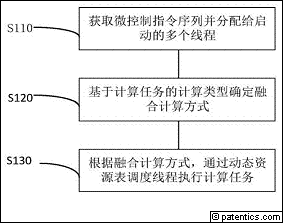 S110
获取微控制指令序列并分配给启
动的多个线程
S120
基于计算任务的计算类型确定融
合计算方式
S130
根据融合计算方式，通过动态资
源表调度线程执行计算任务
© patentics.com